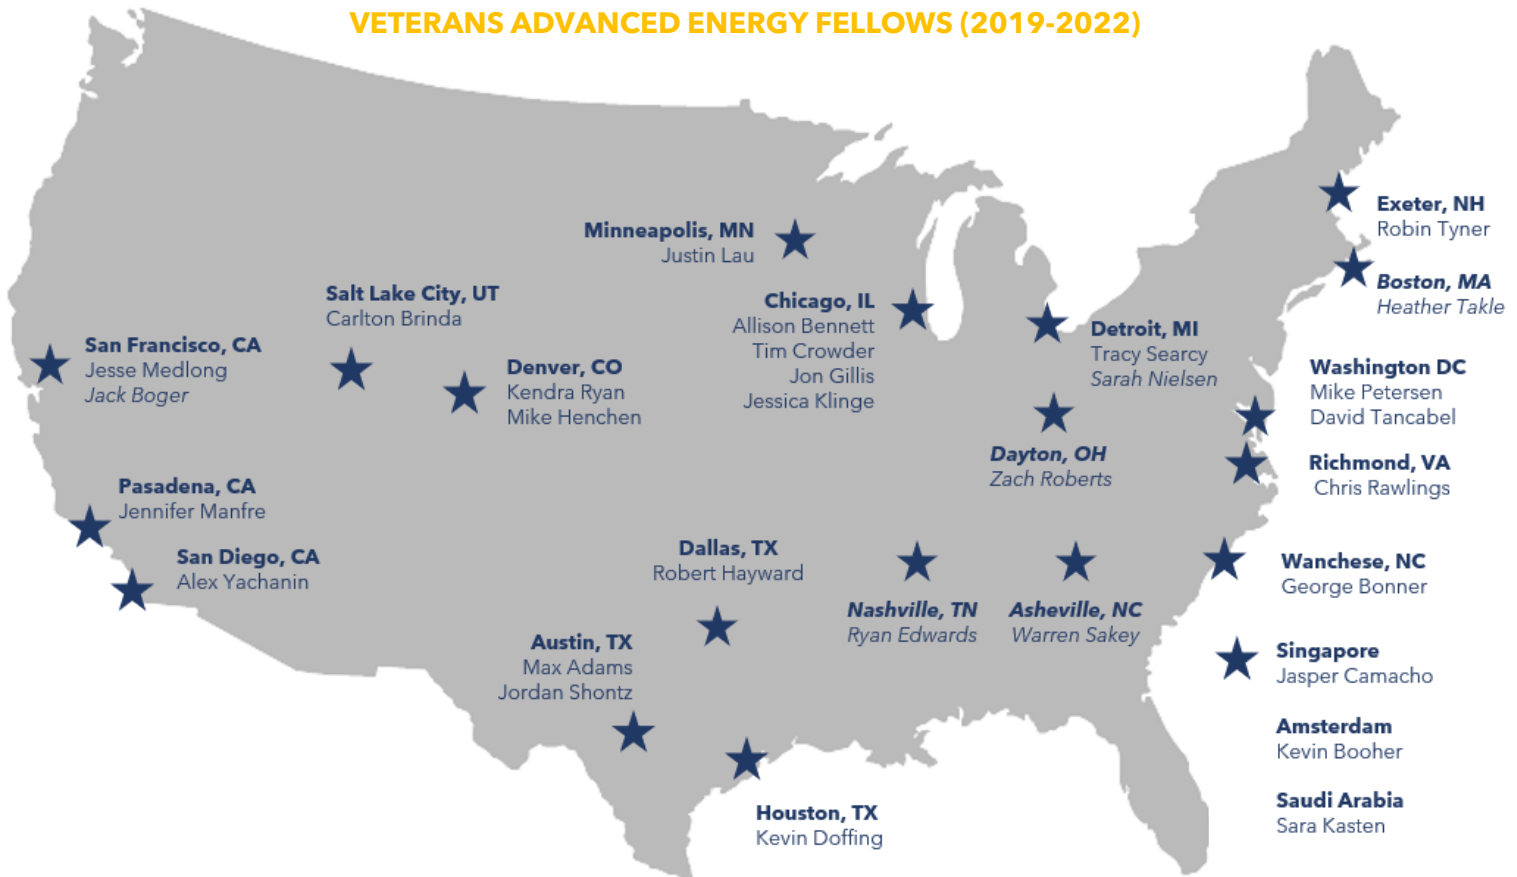 VETERANS ADVANCED ENERGY FELLOWS (2019-2022)
Exeter, NH
Robin Tyner
Minneapolis, MN
Justin Lau
Boston, MA
Heather Takle
Salt Lake City, UT
Carlton Brinda
Chicago, IL
Allison Bennett
Tim Crowder
Jon Gillis
Jessica Klinge
Detroit, MI
Tracy Searcy
Sarah Nielsen
San Francisco, CA
Jesse Medlong
Jack Boger
Denver, CO
Kendra Ryan
Mike Henchen
Washington DC
Mike Petersen
David Tancabel
Dayton, OH
Zach Roberts
Richmond, VA
Chris Rawlings
Pasadena, CA
Jennifer Manfre
San Diego, CA
Alex Yachanin
Dallas, TX
Robert Hayward
Wanchese, NC
George Bonner
Nashville, TN
Ryan Edwards
Asheville, NC
Warren Sakey
Austin, TX
Max Adams
Jordan Shontz
Singapore
Jasper Camacho
Amsterdam
Kevin Booher
Houston, TX
Kevin Doffing
Saudi Arabia
Sara Kasten